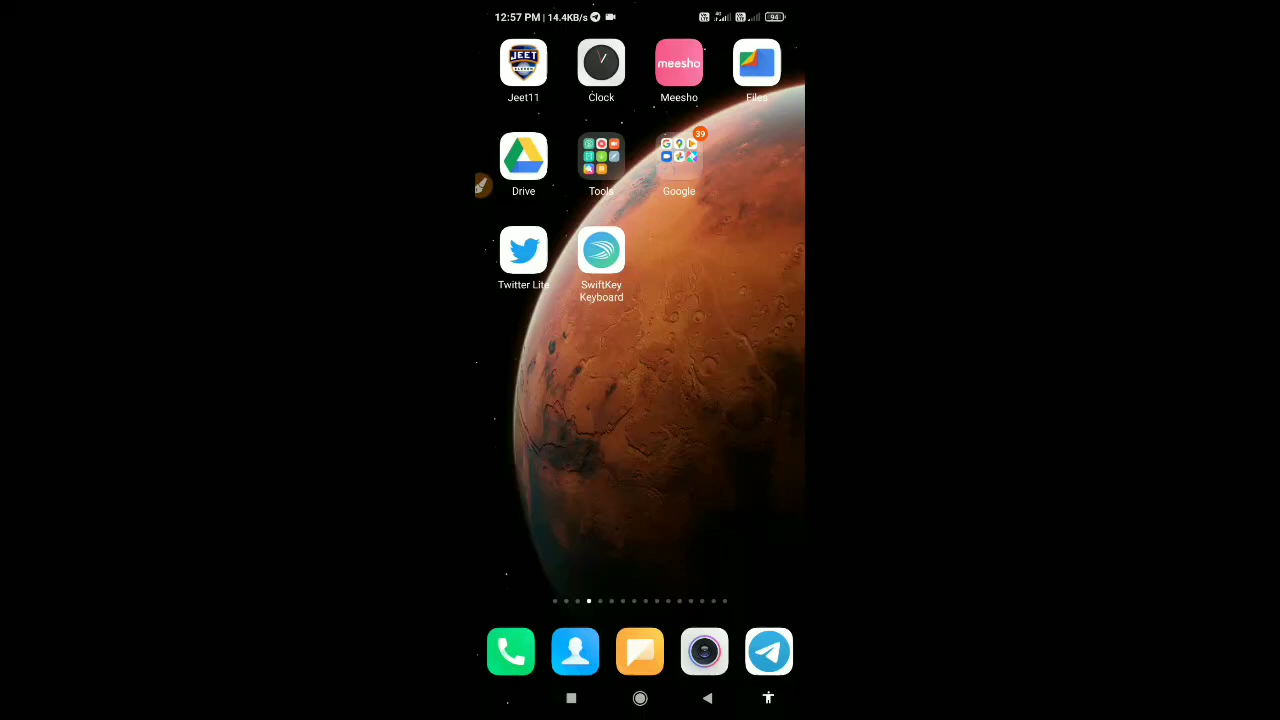 12:57 PM | 14.4KB/s
94
JEET
meesho
Jeet11
Clock
Meesho
Files
39
Drive
Tools
Google
Twitter Lite
SwiftKey
Keyboard